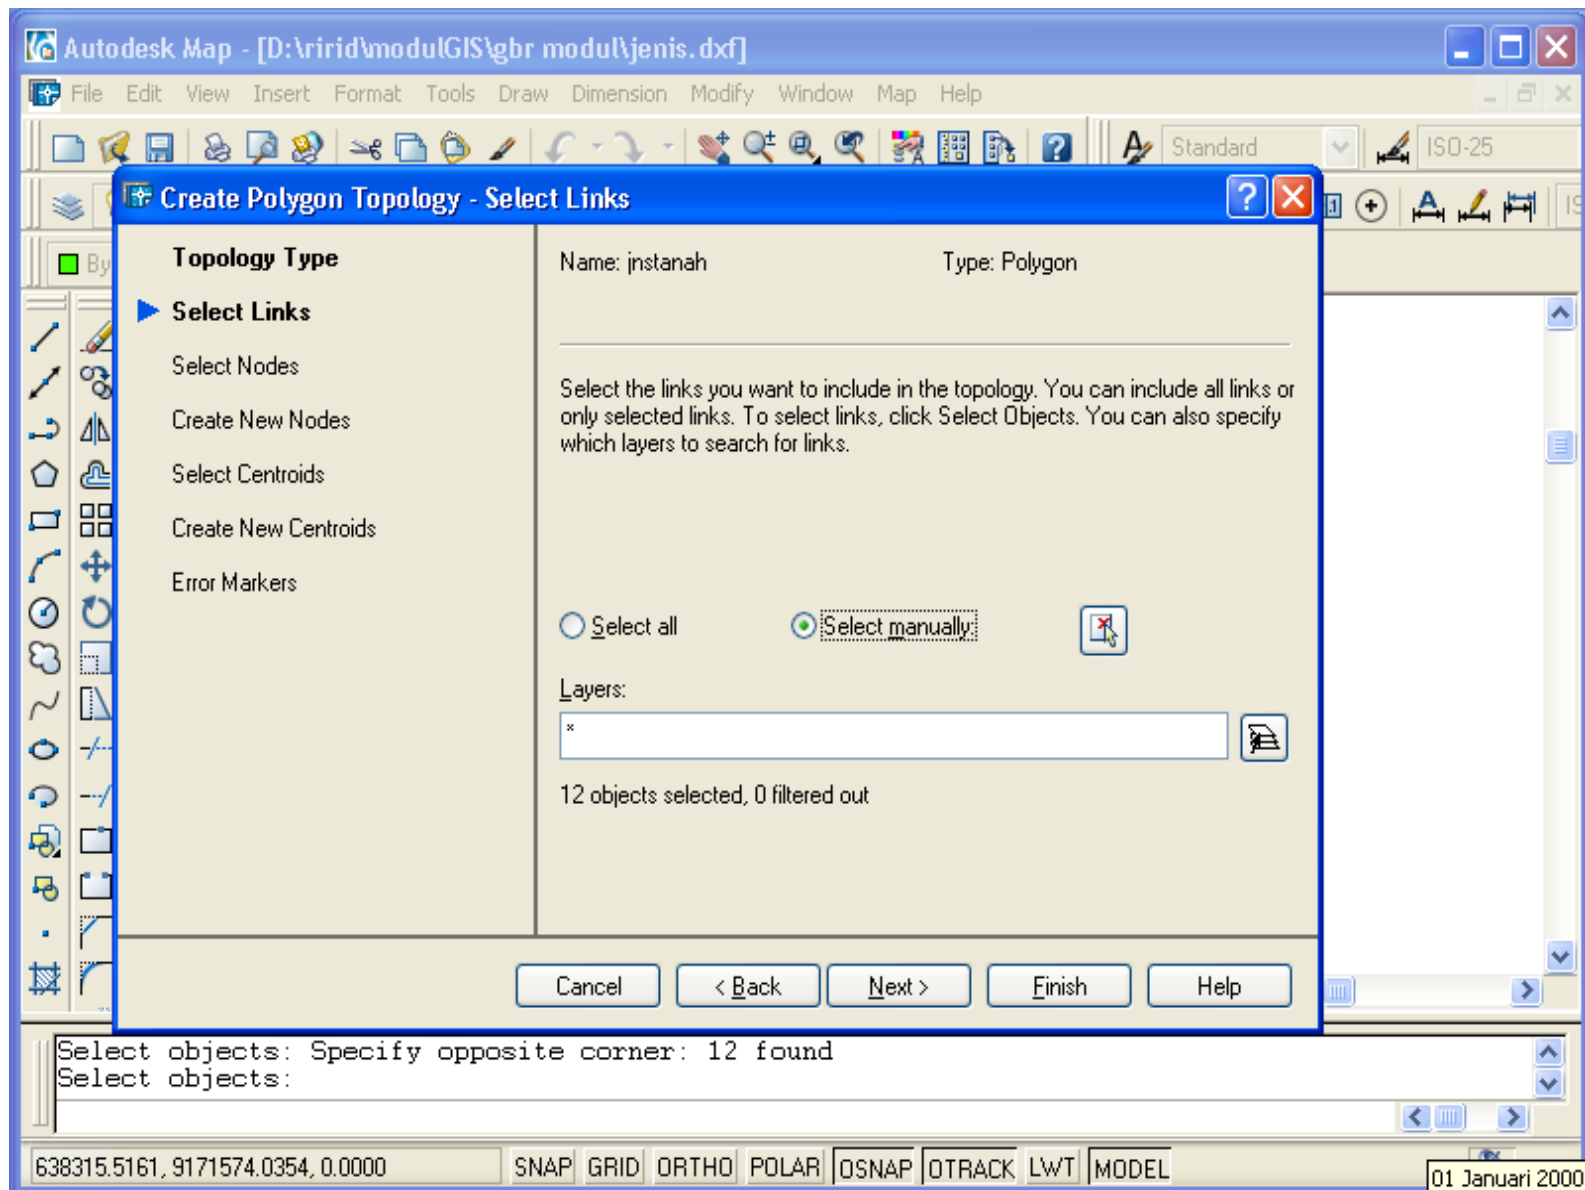 Autodesk Map - [D:\ririd\modulGIS\gbr modul\jenis.dxf]
File Edit View Insert Format Tools Draw Dimension Modify Window Map Help
Standard ISO-25
Create Polygon Topology - Select Links
IS
By
Topology Type
Select Links
Select Nodes
Create New Nodes
Select Centroids
Create New Centroids
Error Markers
Name: jnstanah Type: Polygon
Select the links you want to include in the topology. You can include all links or
only selected links. To select links, click Select Objects. You can also specify
which layers to search for links.
Select all Select manually:
Layers:
*
12 objects selected, 0 filtered out
Cancel < Back Next > Finish Help
Select objects: Specify opposite corner: 12 found
Select objects:
638315.5161, 9171574.0354, 0.0000 SNAP GRID ORTHO POLAR OSNAP OTRACK LWT MODEL
01 Januari 2000